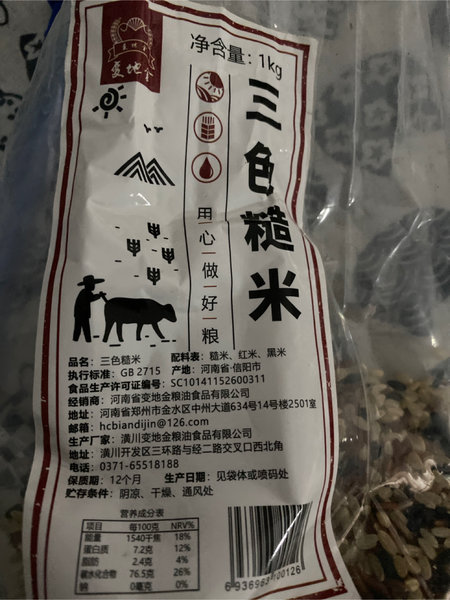 变地金
净含量：1kg
三色糙米
用心做好粮
品名：三色糙米 配料表：糙米、红米、黑米
执行标准：GB 2715 产地：河南省·信阳市
食品生产许可证编号：SC10141152600311
经销商：河南省变地金粮油食品有限公司
地址：河南省郑州市金水区中州大道634号14号楼2501室
邮箱：hcbiandijin@126.com
生产厂家：潢川变地金粮油食品有限公司
地址：潢川开发区三环路与经二路交叉口西北角
电话：0371-65518188
保质期：12个月 生产日期：见袋体或喷码处
贮存条件：阴凉、干燥、通风处
营养成分表
项目 每100克 NRV%
能量 1540千焦 18%
蛋白质 7.2克 12%
脂肪 2.4克 4%
碳水化合物 76.5克 26%
钠 0毫克 0%